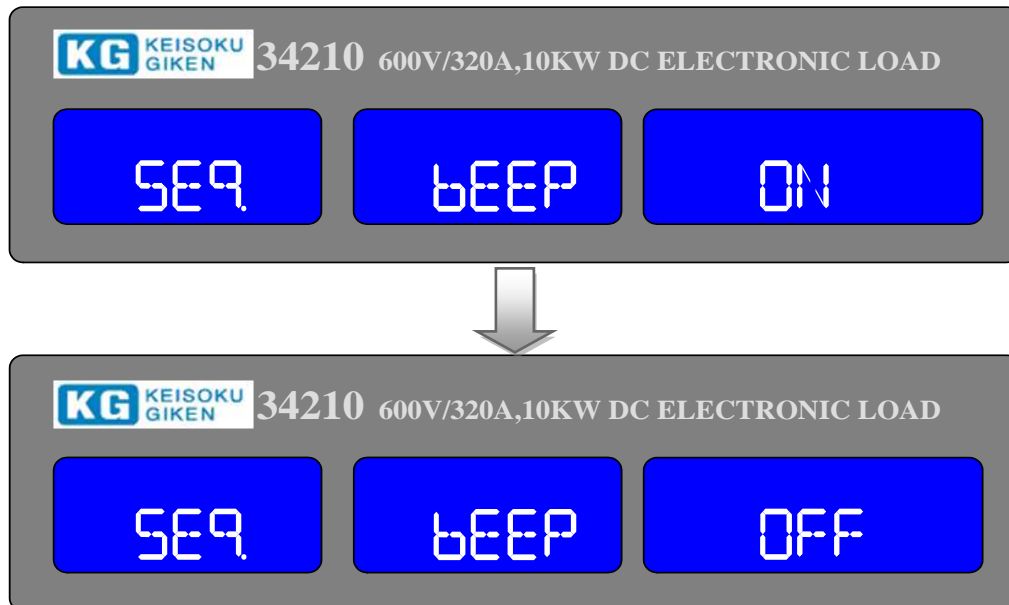 KG KEISOKU GIKEN 34210 600V/320A,10KW DC ELECTRONIC LOAD
SEq. bEEP ON
KG KEISOKU GIKEN 34210 600V/320A,10KW DC ELECTRONIC LOAD
SEq. bEEP OFF